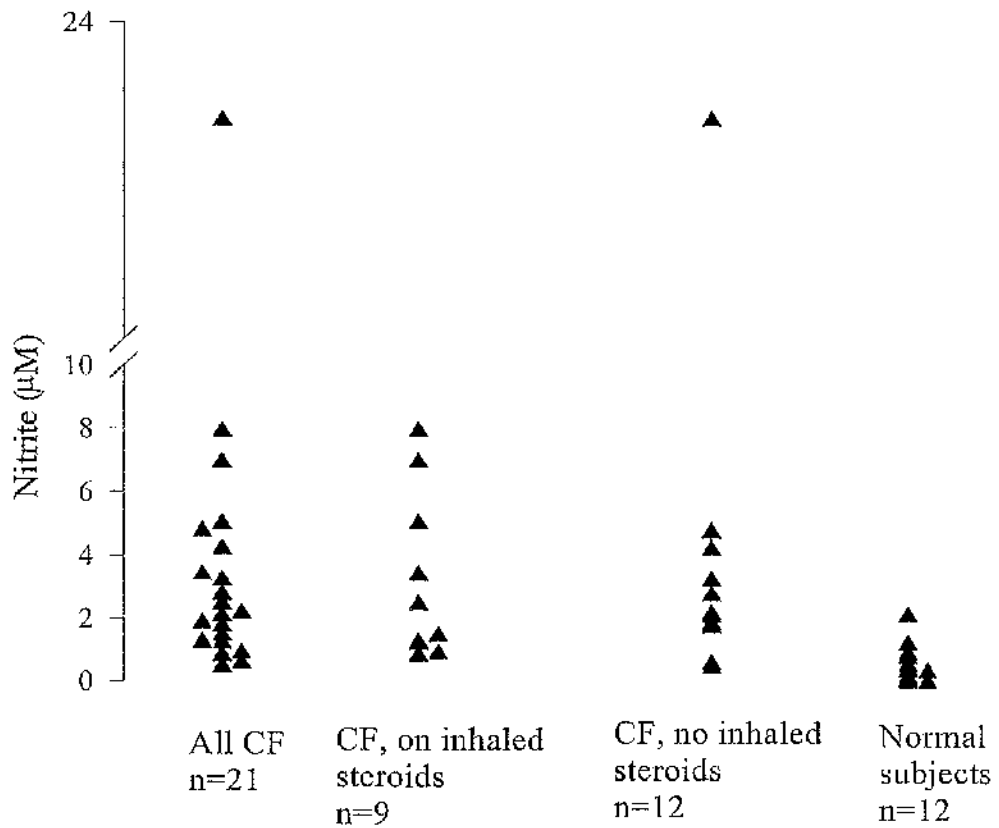 24
10
8
6
4
2
0
Nitrite (µM)
All CF
n=21
CF, on inhaled
steroids
n=9
CF, no inhaled
steroids
n=12
Normal
subjects
n=12